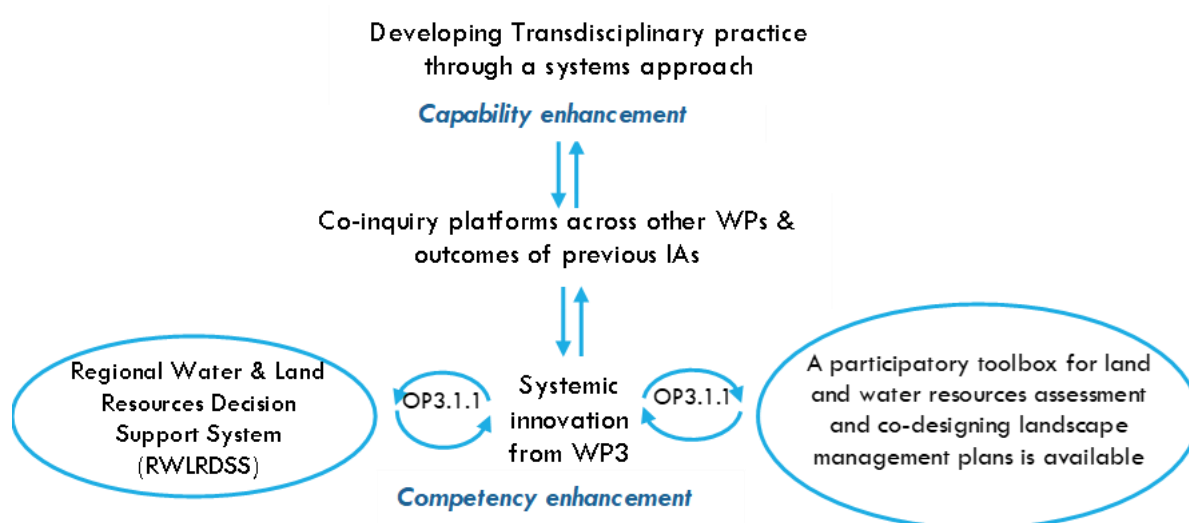 Developing Transdisciplinary practice
through a systems approach
Capability enhancement
Co-inquiry platforms across other WPs &
outcomes of previous IAs
Regional Water & Land
Resources Decision
Support System
(RWLRDSS)
OP3.1.1
Systemic
innovation
from WP3
OP3.1.1
A participatory toolbox for land
and water resources assessment
and co-designing landscape
management plans is available
Competency enhancement